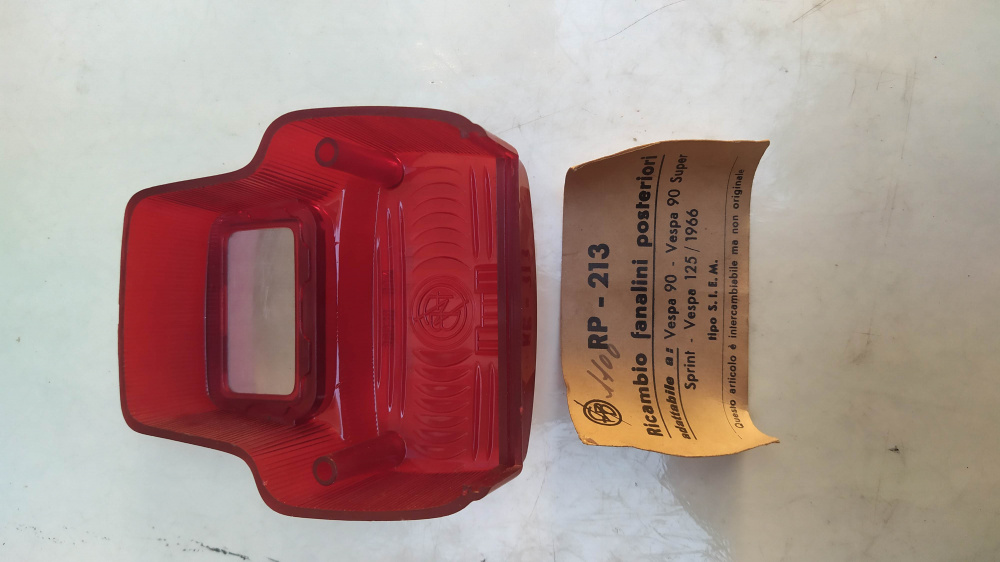 RP - 213
Ricambio fanalini posteriori
adattabile a: Vespa 90 - Vespa 90 Super
Sprint - Vespa 125 / 1966
tipo S.I.E.M.
Questo articolo è intercambiabile ma non originale